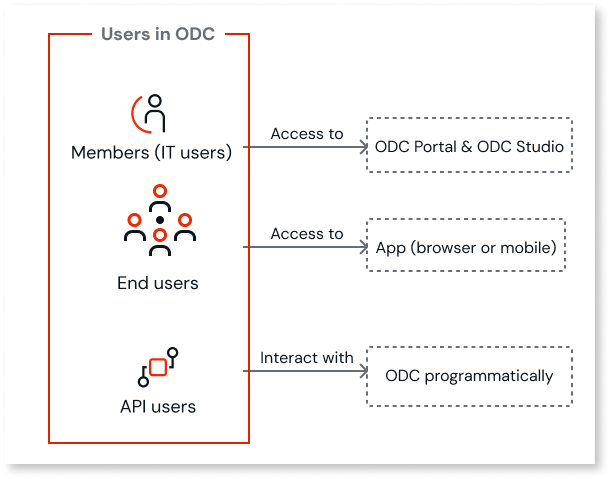 Users in ODC
Members (IT users)
Access to
ODC Portal & ODC Studio
End users
Access to
App (browser or mobile)
API users
Interact with
ODC programmatically